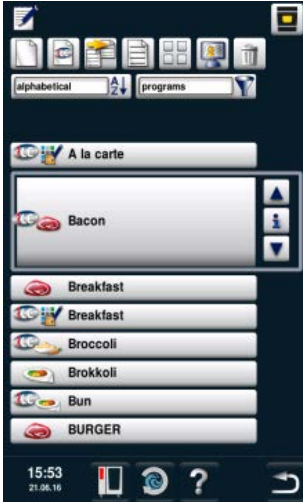 alphabetical programs
A la carte
Bacon
Breakfast
Breakfast
Broccoli
Brokkoli
Bun
BURGER
15:53
21.06.16